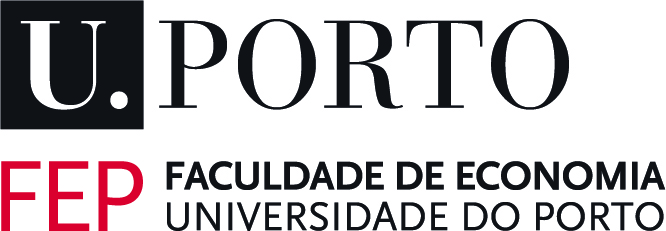 U. PORTO
FEP FACULDADE DE ECONOMIA
UNIVERSIDADE DO PORTO